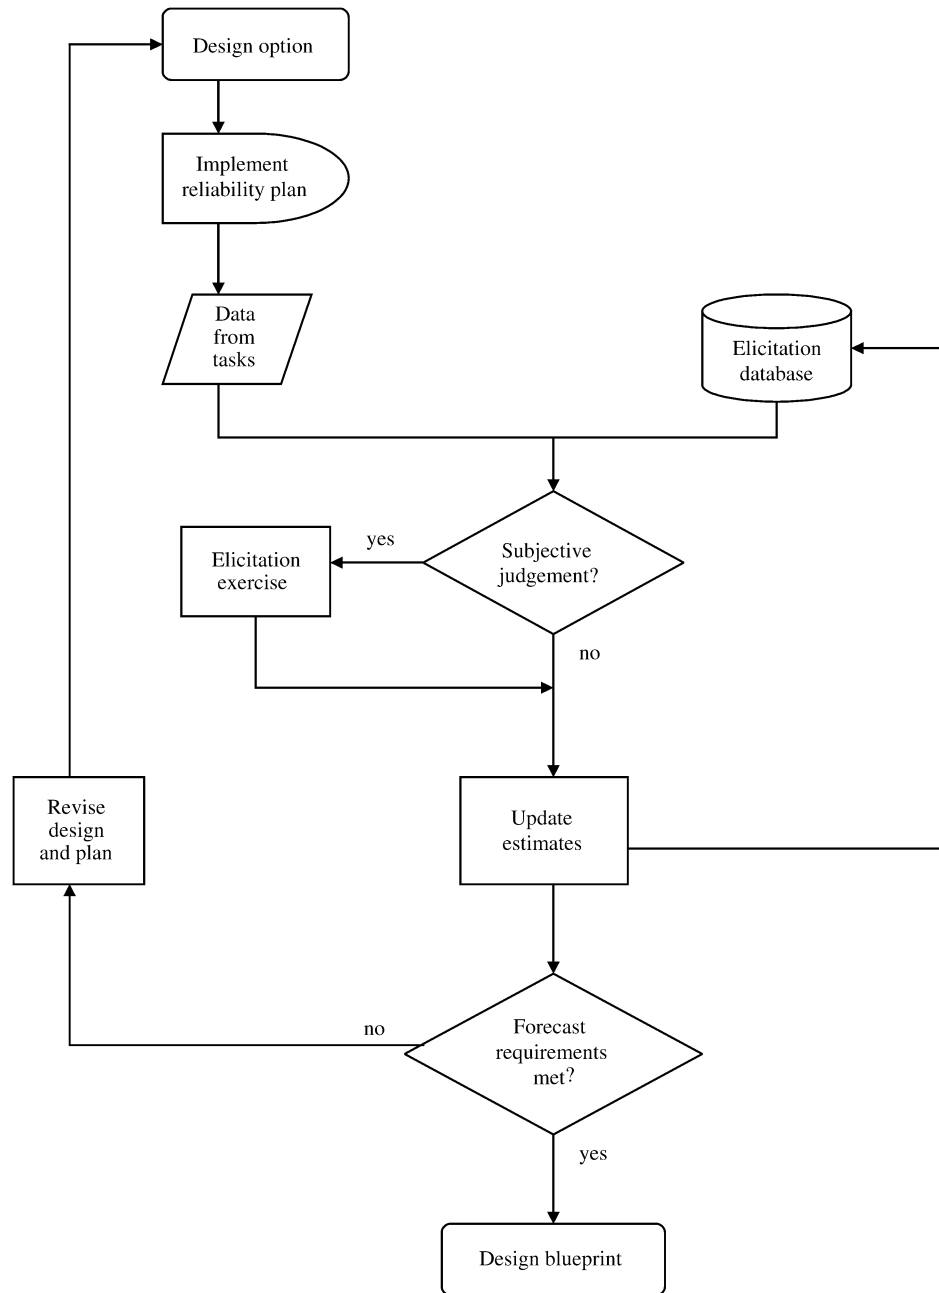 Design option
Implement
reliability plan
Data
from
tasks
Elicitation
database
yes
Subjective
judgement?
Elicitation
exercise
no
Update
estimates
Revise
design
and plan
no
Forecast
requirements
met?
yes
Design blueprint